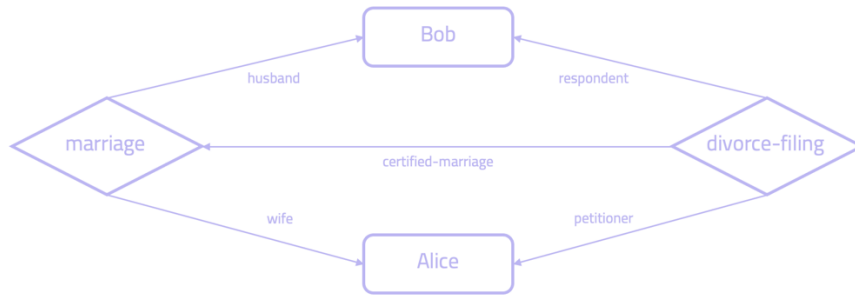 Bob
husband
respondent
marriage
divorce-filing
certified-marriage
wife
petitioner
Alice